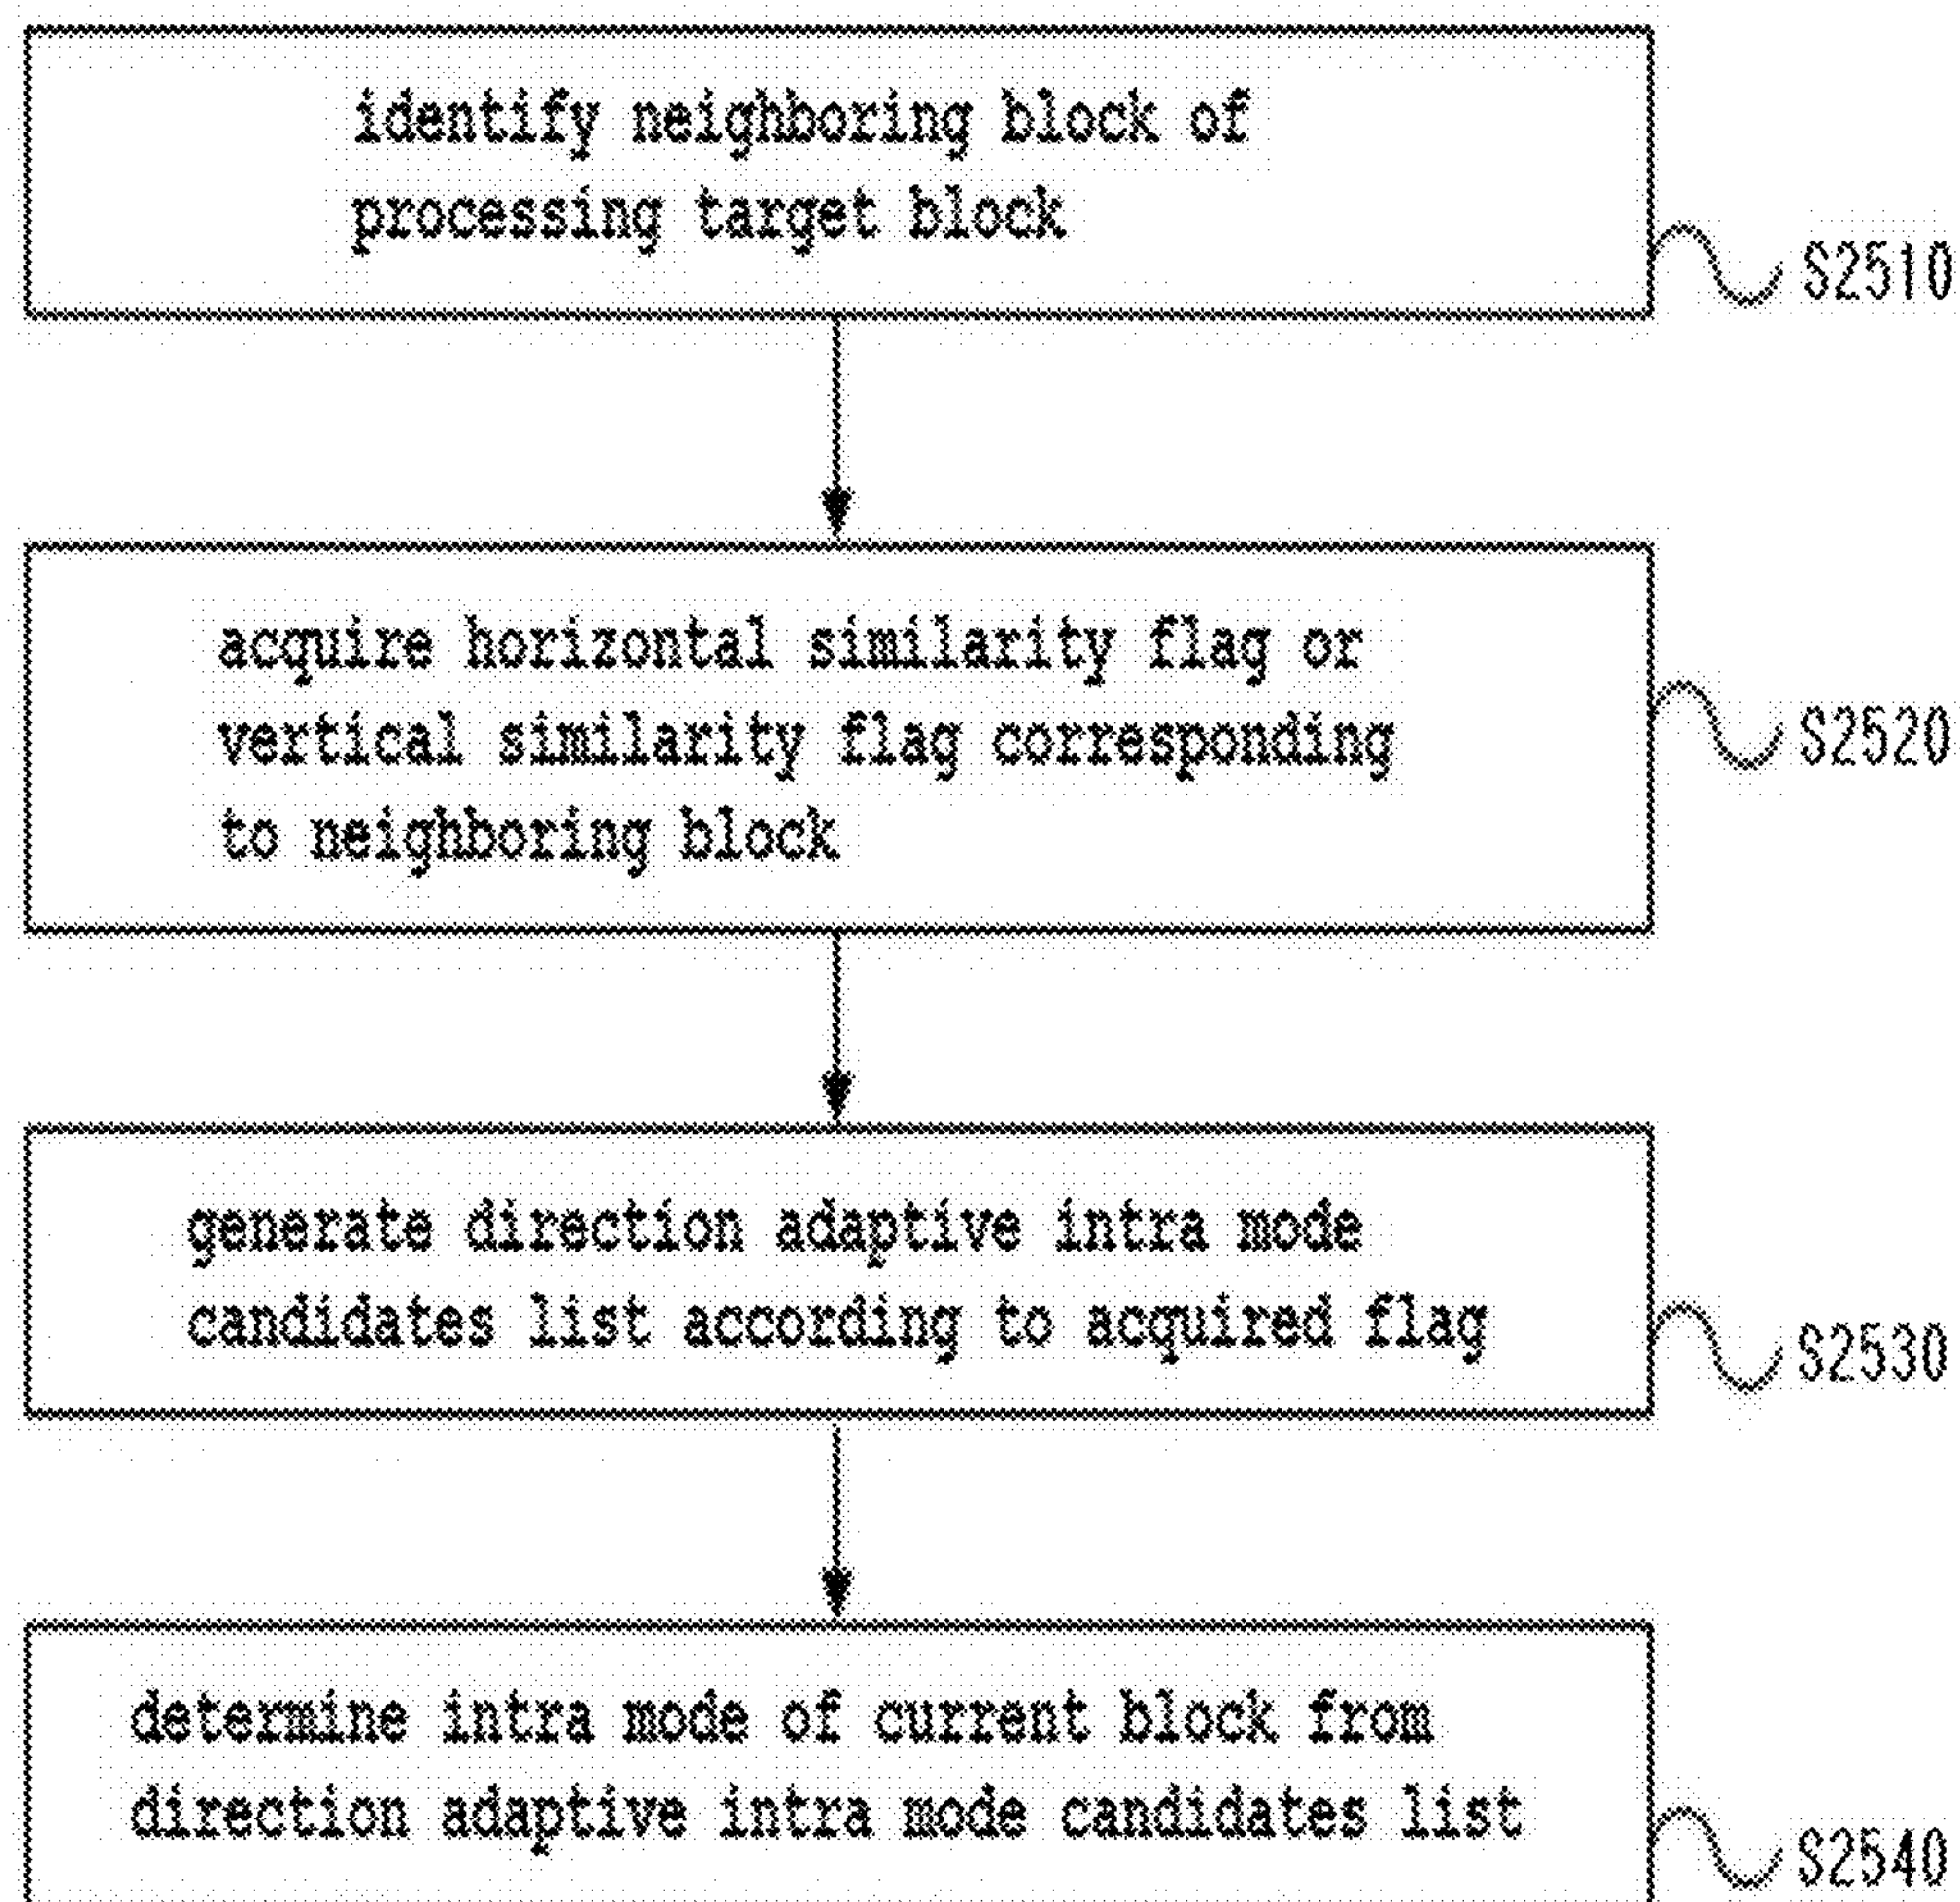 identify neighboring block of
processing target block
S2510
acquire horizontal similarity flag or
vertical similarity flag corresponding
to neighboring block
S2520
generate direction adaptive intra mode
candidates list according to acquired flag
S2530
determine intra mode of current block from
direction adaptive intra mode candidates list
S2540